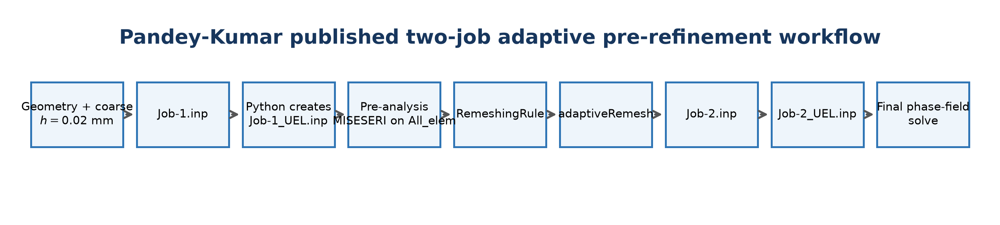 Pandey-Kumar published two-job adaptive pre-refinement workflow
Geometry + coarse
h = 0.02 mm
Job-1.inp
Python creates
Job-1_UEL.inp
Pre-analysis
MISESERI on All_elem
RemeshingRule
adaptiveRemesh
Job-2.inp
Job-2_UEL.inp
Final phase-field
solve